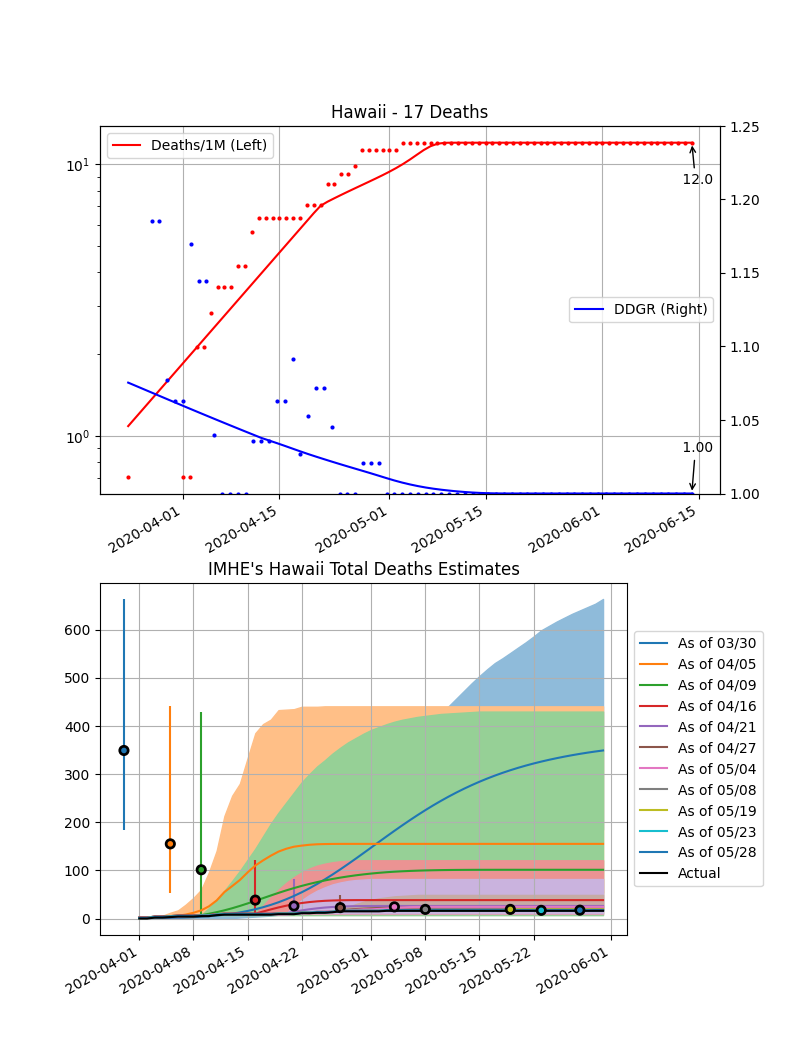 Hawaii - 17 Deaths
Deaths/1M (Left)
DDGR (Right)
10¹
10⁰
1.25
1.20
1.15
1.10
1.05
1.00
12.0
1.00
2020-04-01
2020-04-15
2020-05-01
2020-05-15
2020-06-01
2020-06-15
IMHE's Hawaii Total Deaths Estimates
600
500
400
300
200
100
0
2020-04-01
2020-04-08
2020-04-15
2020-04-22
2020-05-01
2020-05-08
2020-05-15
2020-05-22
2020-06-01
As of 03/30
As of 04/05
As of 04/09
As of 04/16
As of 04/21
As of 04/27
As of 05/04
As of 05/08
As of 05/19
As of 05/23
As of 05/28
Actual